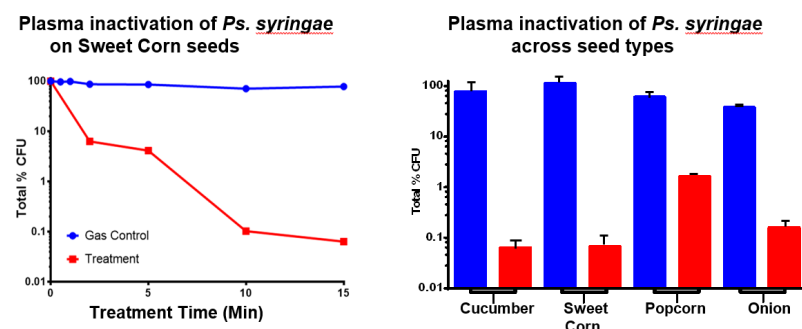 Plasma inactivation of Ps. syringae
on Sweet Corn seeds
Total % CFU
100
10
1
0.1
0.01
Gas Control
Treatment
0
5
10
15
Treatment Time (Min)
Plasma inactivation of Ps. syringae
across seed types
Total % CFU
100
10
1
0.1
0.01
Cucumber
Sweet
Corn
Popcorn
Onion